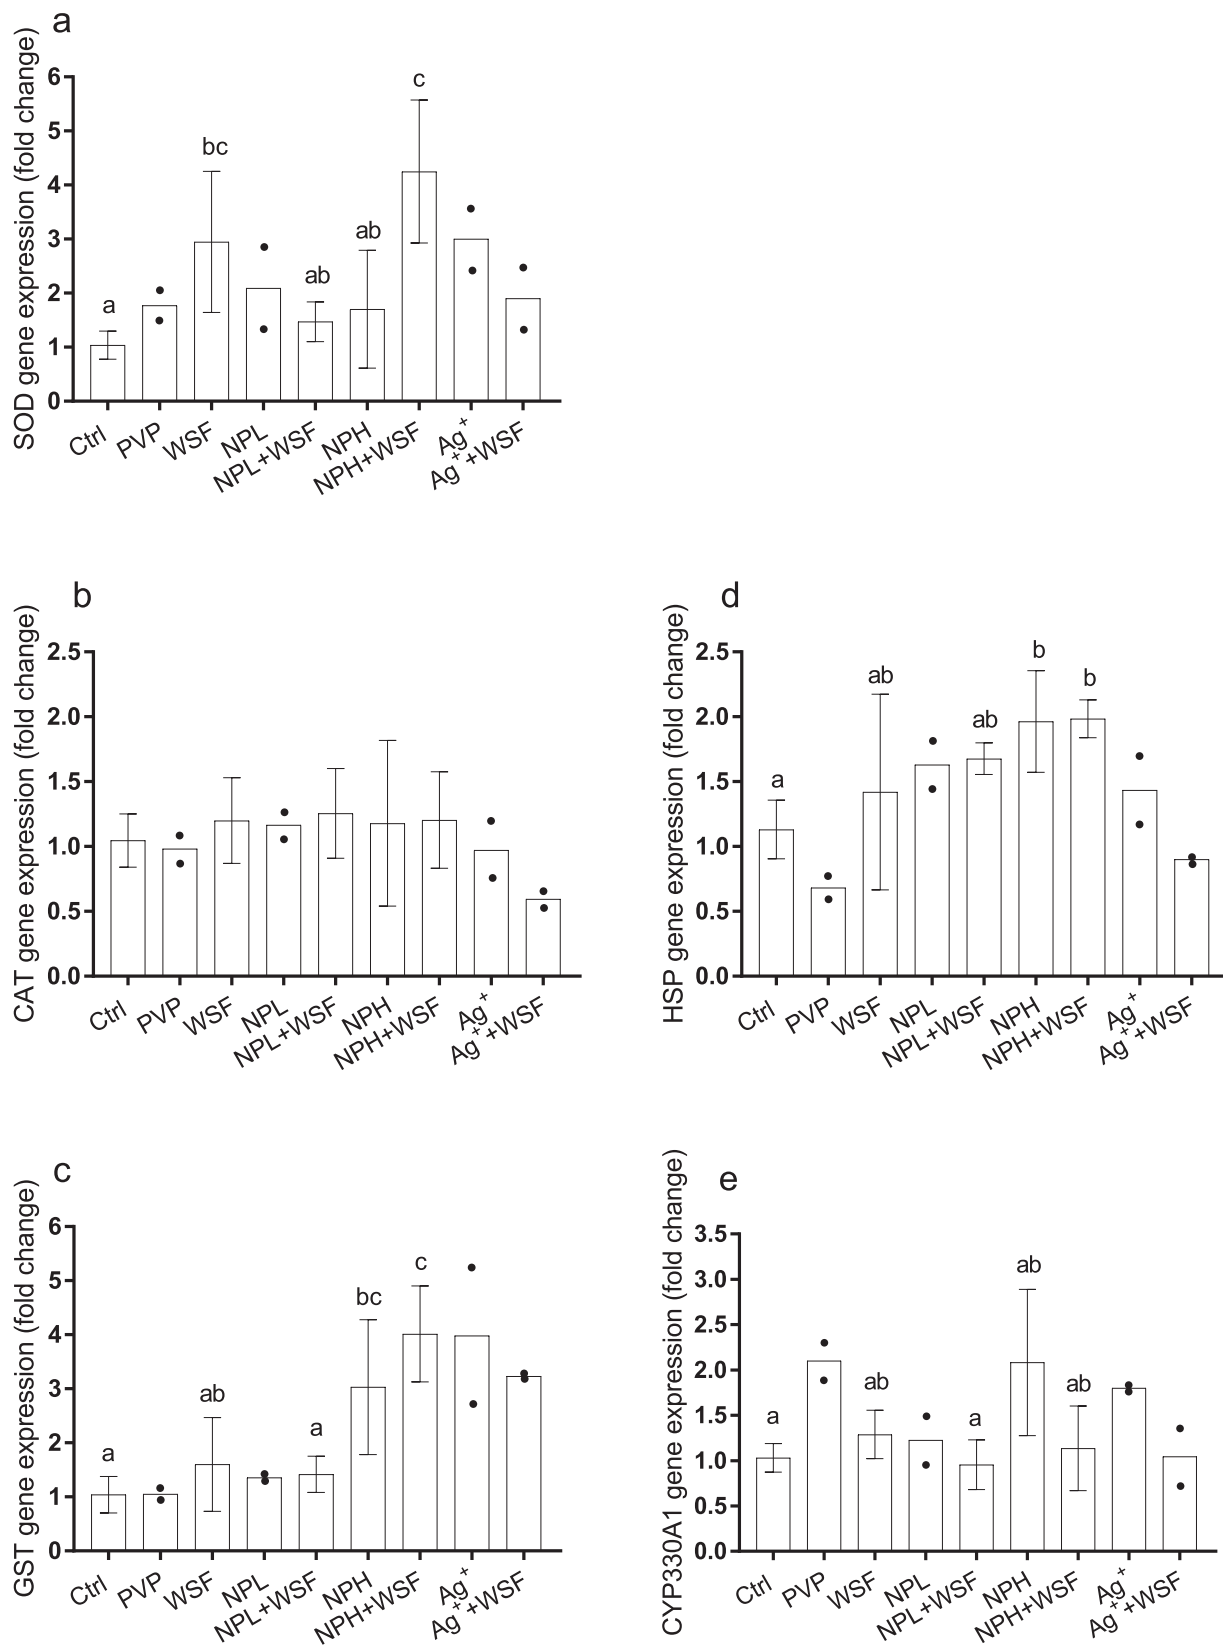 a
SOD gene expression (fold change)
6
5
4
3
2
1
0
a
bc
ab
ab
c
Ctrl
PVP
WSF
NPL
NPL+WSF
NPH
NPH+WSF
Ag⁺
Ag⁺+WSF
b
CAT gene expression (fold change)
2.5
2.0
1.5
1.0
0.5
0.0
Ctrl
PVP
WSF
NPL
NPL+WSF
NPH
NPH+WSF
Ag⁺
Ag⁺+WSF
d
HSP gene expression (fold change)
2.5
2.0
1.5
1.0
0.5
0.0
a
ab
ab
b
b
Ctrl
PVP
WSF
NPL
NPL+WSF
NPH
NPH+WSF
Ag⁺
Ag⁺+WSF
c
GST gene expression (fold change)
6
5
4
3
2
1
0
a
ab
a
bc
c
Ctrl
PVP
WSF
NPL
NPL+WSF
NPH
NPH+WSF
Ag⁺
Ag⁺+WSF
e
CYP330A1 gene expression (fold change)
3.5
3.0
2.5
2.0
1.5
1.0
0.5
0.0
a
ab
a
ab
ab
Ctrl
PVP
WSF
NPL
NPL+WSF
NPH
NPH+WSF
Ag⁺
Ag⁺+WSF